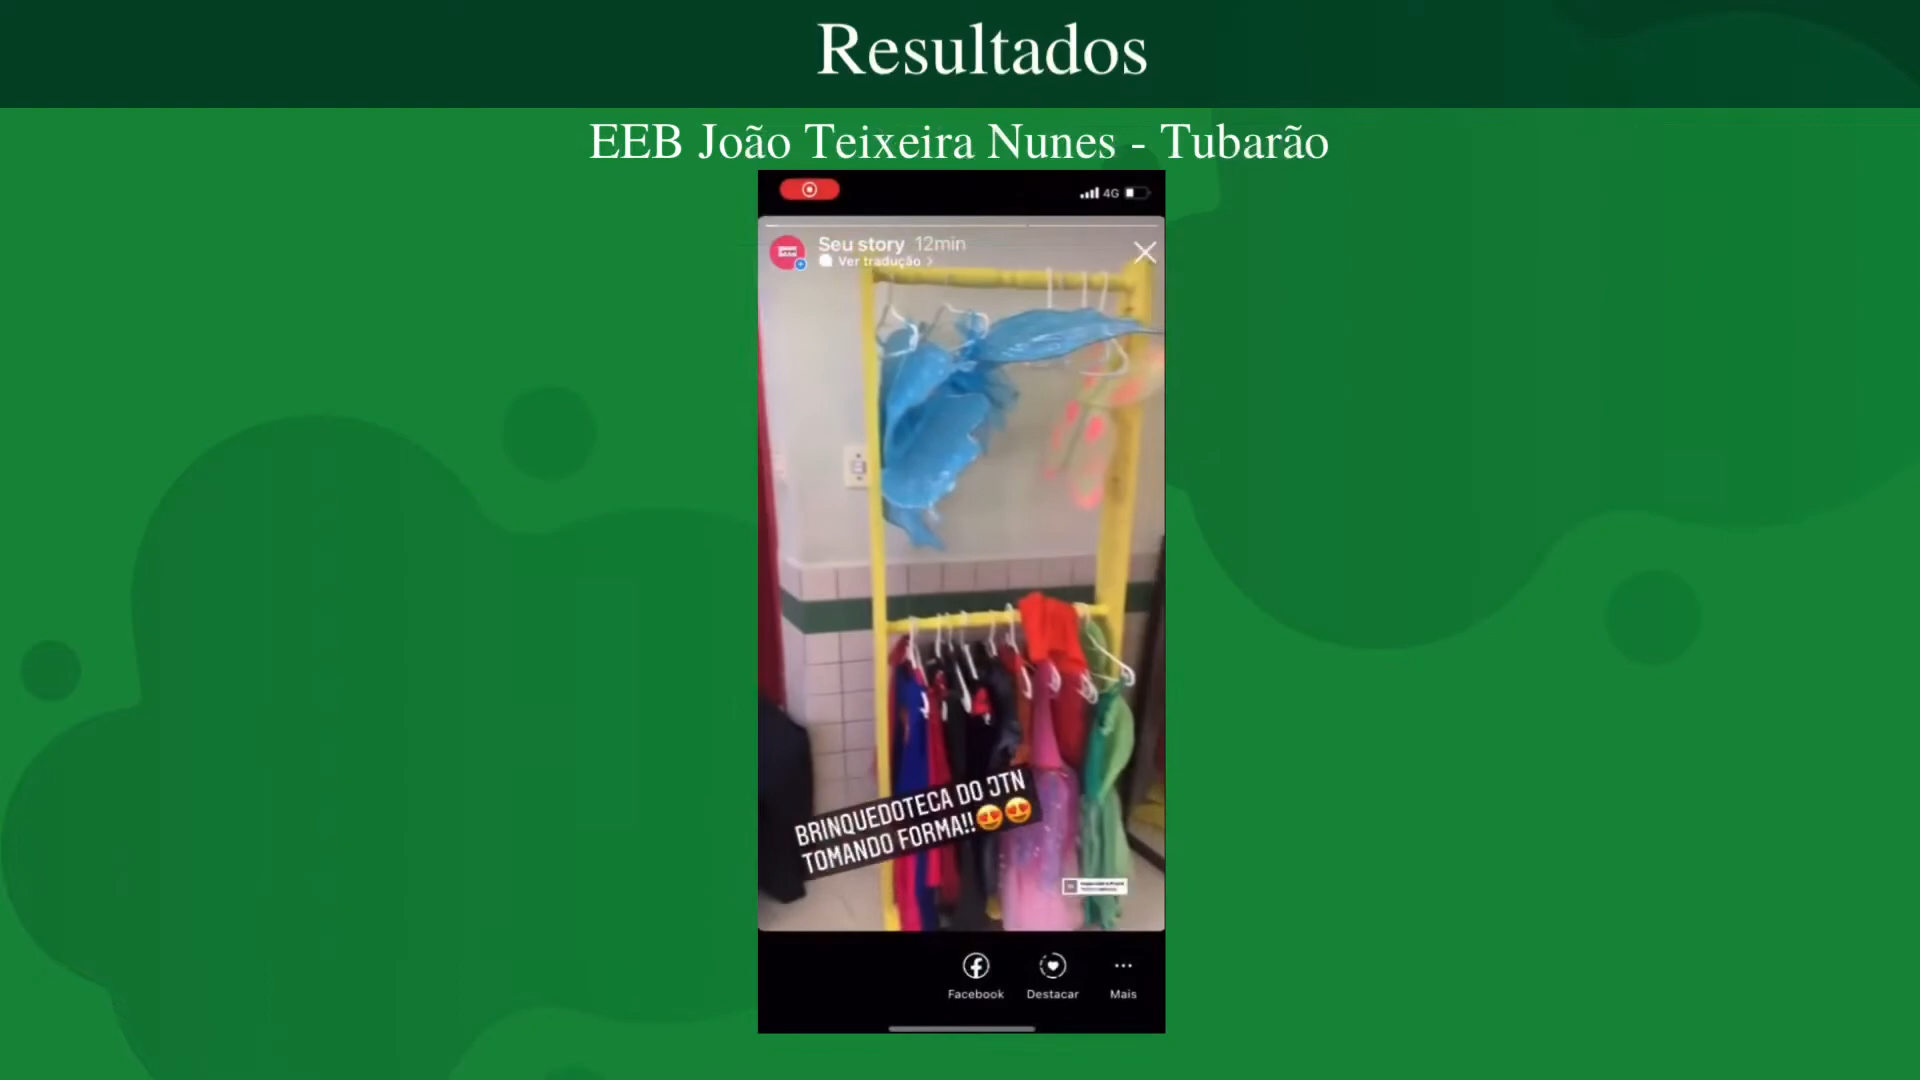 Resultados
EEB João Teixeira Nunes - Tubarão
4G
Seu story 12min
Ver tradução
BRINQUEDOTECA DO JTN
TOMANDO FORMA!!😍😍
Facebook
Destacar
Mais